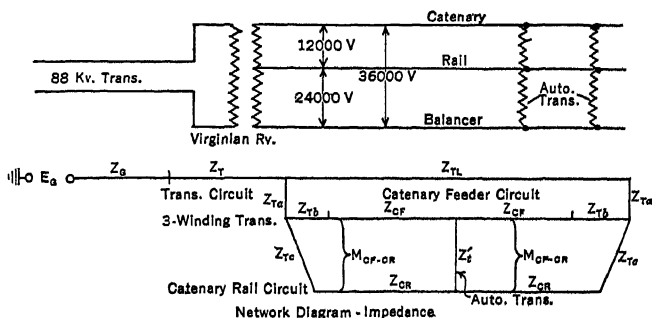 Catenary
12000 V
Rail
88 Kv. Trans.
36000 V
24000 V
Auto.
Trans.
Balancer
Virginian Rv.
E_G Z_G Z_T Z_TL
Trans. Circuit Z_Ta Catenary Feeder Circuit Z_Ta
3-Winding Trans. Z_Tb Z_CF Z_CF Z_Tb
Z_Tc M_CF-CR Z't M_CF-CR Z_Ta
Catenary Rail Circuit Z_CR Z_CR
Auto. Trans.
Network Diagram - Impedance